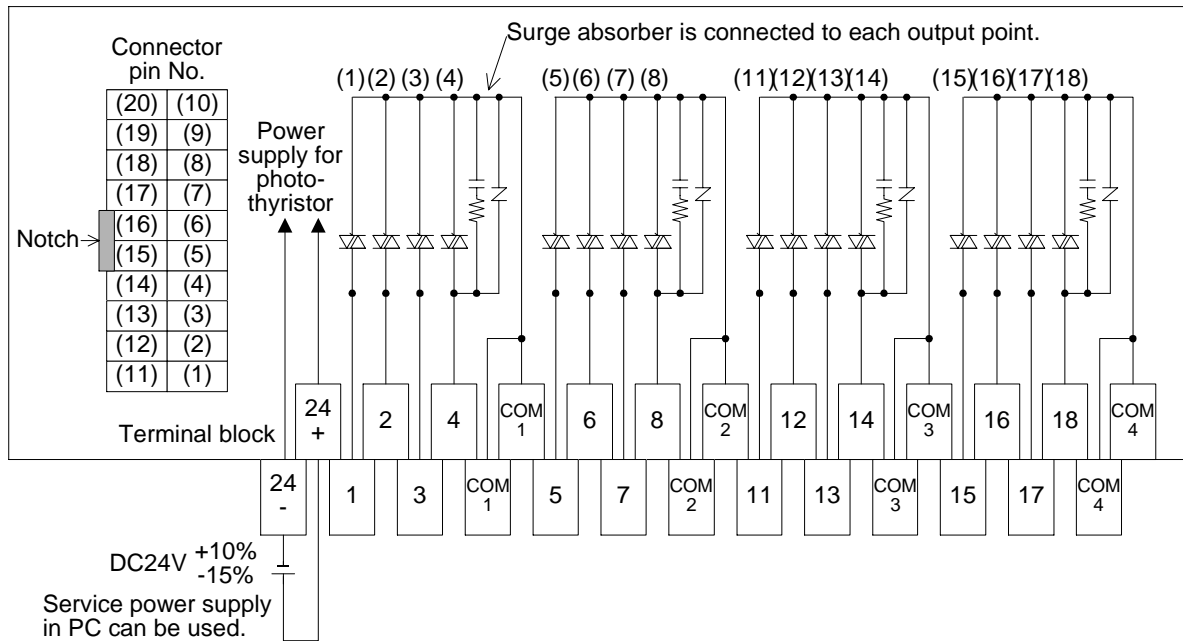 Surge absorber is connected to each output point.
Connector
pin No.
(1) (2) (3) (4)
(5) (6) (7) (8)
(11) (12) (13) (14)
(15) (16) (17) (18)
(20) (10)
(19) (9)
(18) (8)
(17) (7)
(16) (6)
(15) (5)
(14) (4)
(13) (3)
(12) (2)
(11) (1)
Notch
Power
supply for
photo-
thyristor
Terminal block
24
+
2
4
COM
1
6
8
COM
2
12
14
COM
3
16
18
COM
4
24
-
1
3
COM
1
5
7
COM
2
11
13
COM
3
15
17
COM
4
DC24V +10%
-15%
Service power supply
in PC can be used.